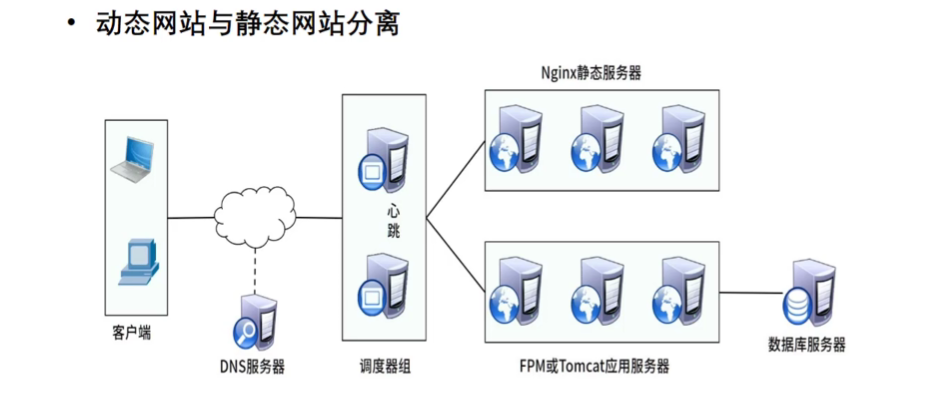 • 动态网站与静态网站分离
Nginx静态服务器
心
跳
客户端
DNS服务器
调度器组
FPM或Tomcat应用服务器
数据库服务器